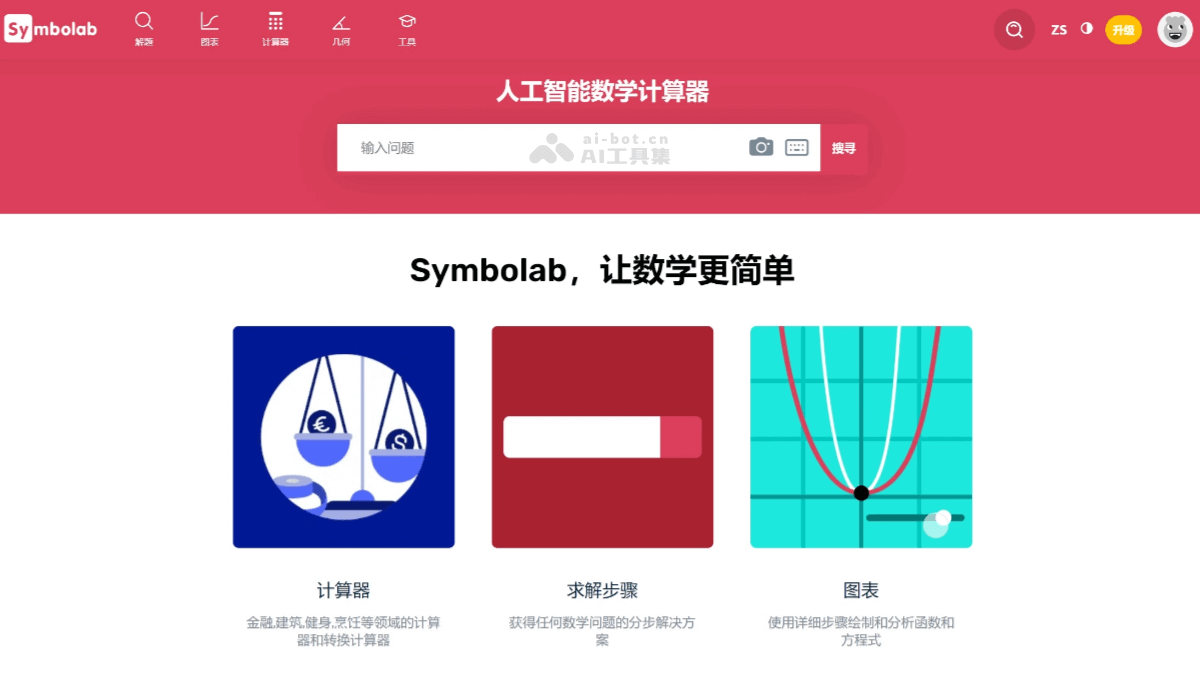 Symbolab
解题
图表
计算器
几何
工具
ZS
升级
人工智能数学计算器
输入问题
ai-bot.cn
AI工具集
搜寻
Symbolab，让数学更简单
€
$
计算器
求解步骤
图表
金融,建筑,健身,烹饪等领域的计算
器和转换计算器
获得任何数学问题的分步解决方
案
使用详细步骤绘制和分析函数和
方程式